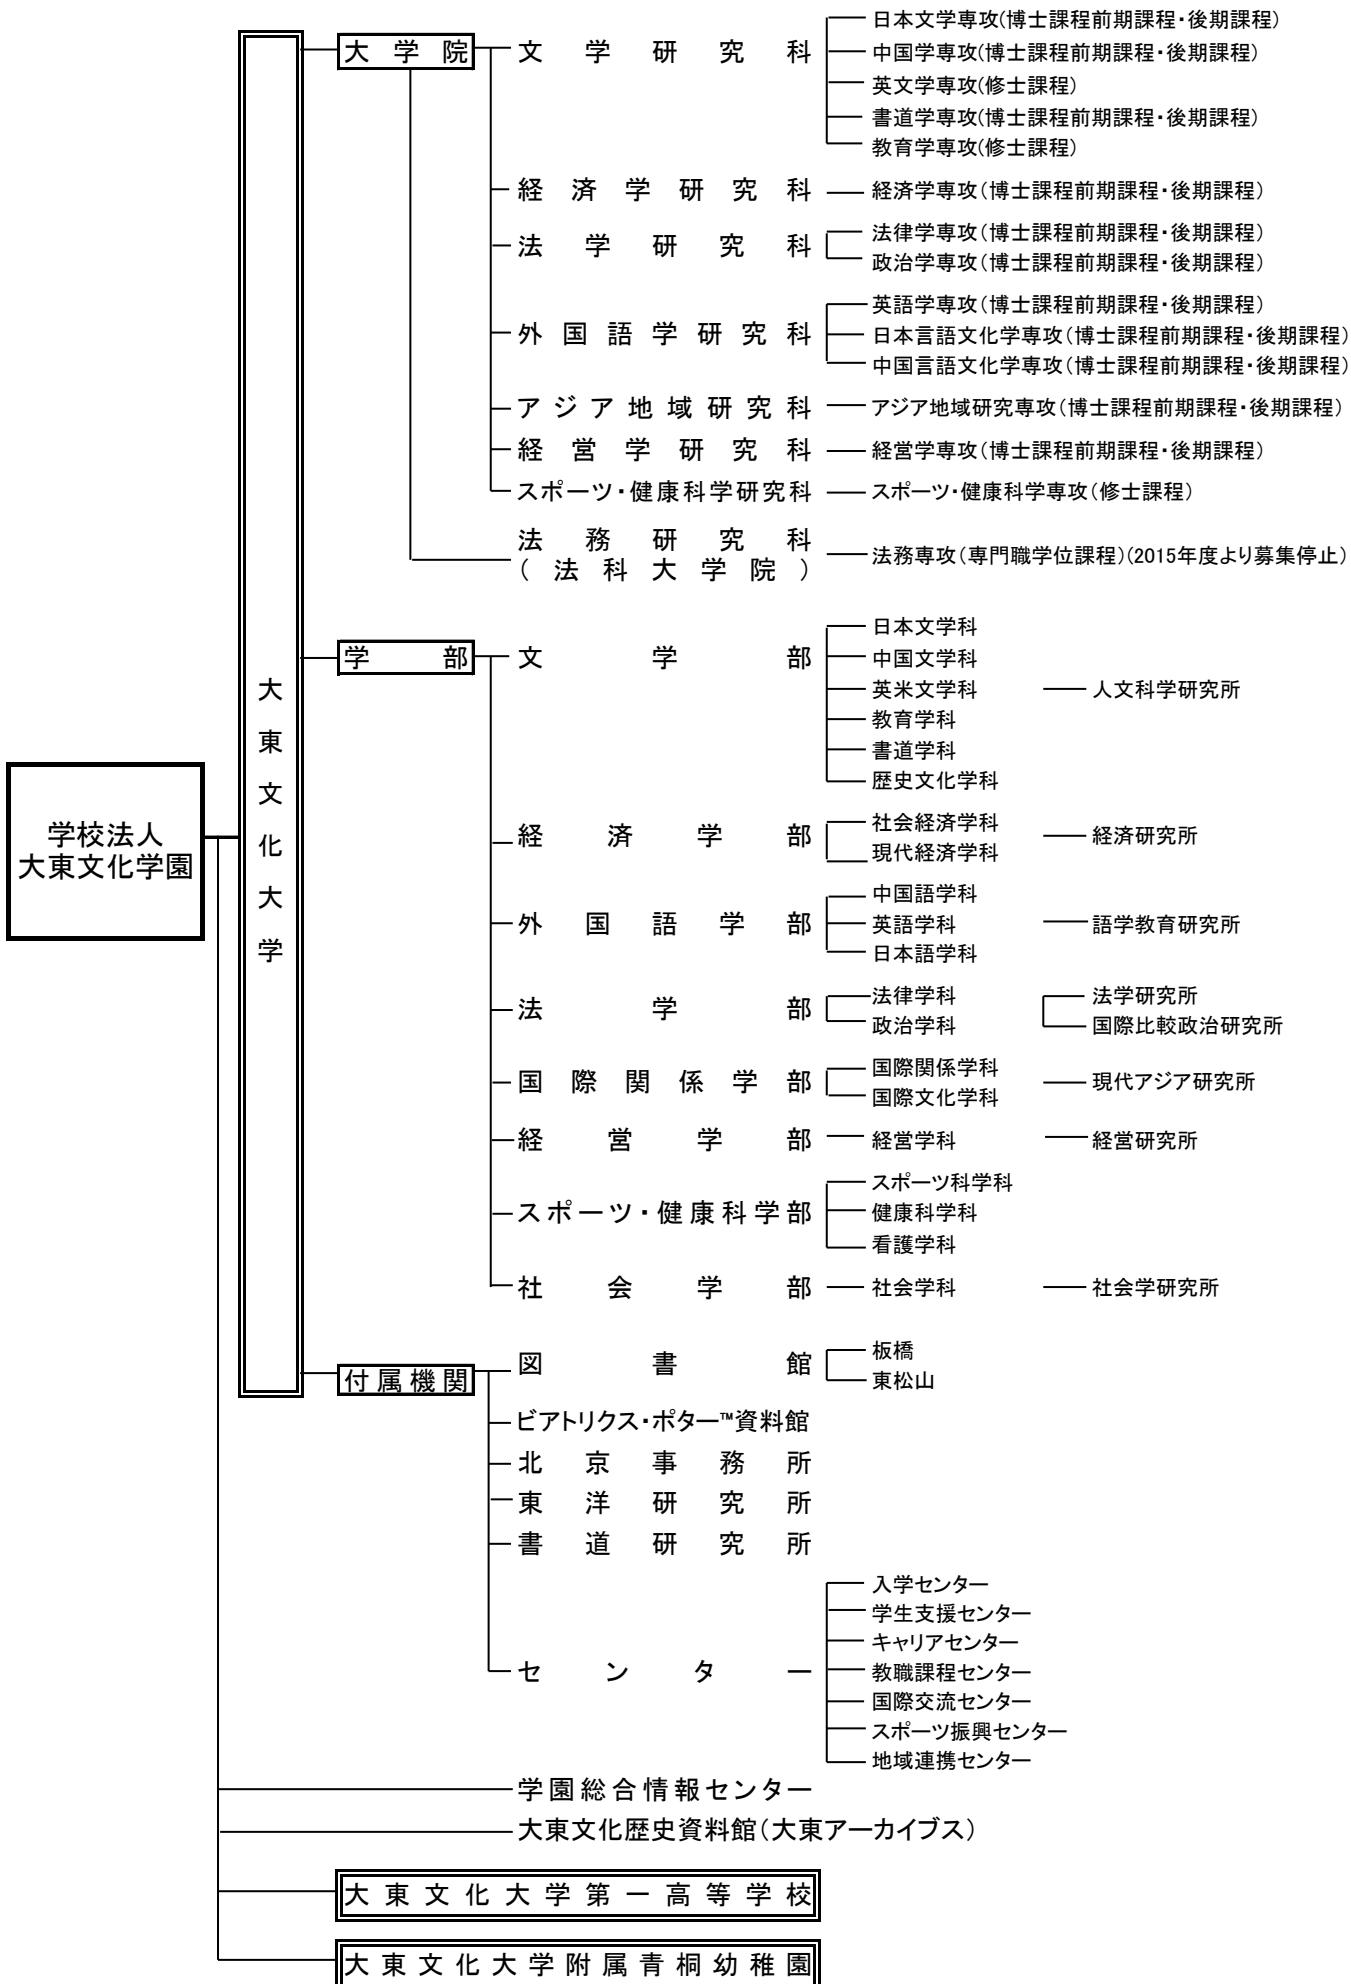 学校法人
大東文化学園
大東文化大学
大学院
文学研究科
日本文学専攻(博士課程前期課程・後期課程)
中国学専攻(博士課程前期課程・後期課程)
英文学専攻(修士課程)
書道学専攻(博士課程前期課程・後期課程)
教育学専攻(修士課程)
経済学研究科
経済学専攻(博士課程前期課程・後期課程)
法学研究科
法律学専攻(博士課程前期課程・後期課程)
政治学専攻(博士課程前期課程・後期課程)
外国語学研究科
英語学専攻(博士課程前期課程・後期課程)
日本言語文化学専攻(博士課程前期課程・後期課程)
中国言語文化学専攻(博士課程前期課程・後期課程)
アジア地域研究科
アジア地域研究専攻(博士課程前期課程・後期課程)
経営学研究科
経営学専攻(博士課程前期課程・後期課程)
スポーツ・健康科学研究科
スポーツ・健康科学専攻(修士課程)
法務研究科
(法科大学院)
法務専攻(専門職学位課程)(2015年度より募集停止)
学部
文学部
日本文学科
中国文学科
英米文学科
教育学科
書道学科
歴史文化学科
人文科学研究所
経済学部
社会経済学科
現代経済学科
経済研究所
外国語学部
中国語学科
英語学科
日本語学科
語学教育研究所
法学部
法律学科
政治学科
法学研究所
国際比較政治研究所
国際関係学部
国際関係学科
国際文化学科
現代アジア研究所
経営学部
経営学科
経営研究所
スポーツ・健康科学部
スポーツ科学科
健康科学科
看護学科
社会学部
社会学科
社会学研究所
付属機関
図書館
板橋
東松山
ビアトリクス・ポター™資料館
北京事務所
東洋研究所
書道研究所
センター
入学センター
学生支援センター
キャリアセンター
教職課程センター
国際交流センター
スポーツ振興センター
地域連携センター
学園総合情報センター
大東文化歴史資料館(大東アーカイブス)
大東文化大学第一高等学校
大東文化大学附属青桐幼稚園